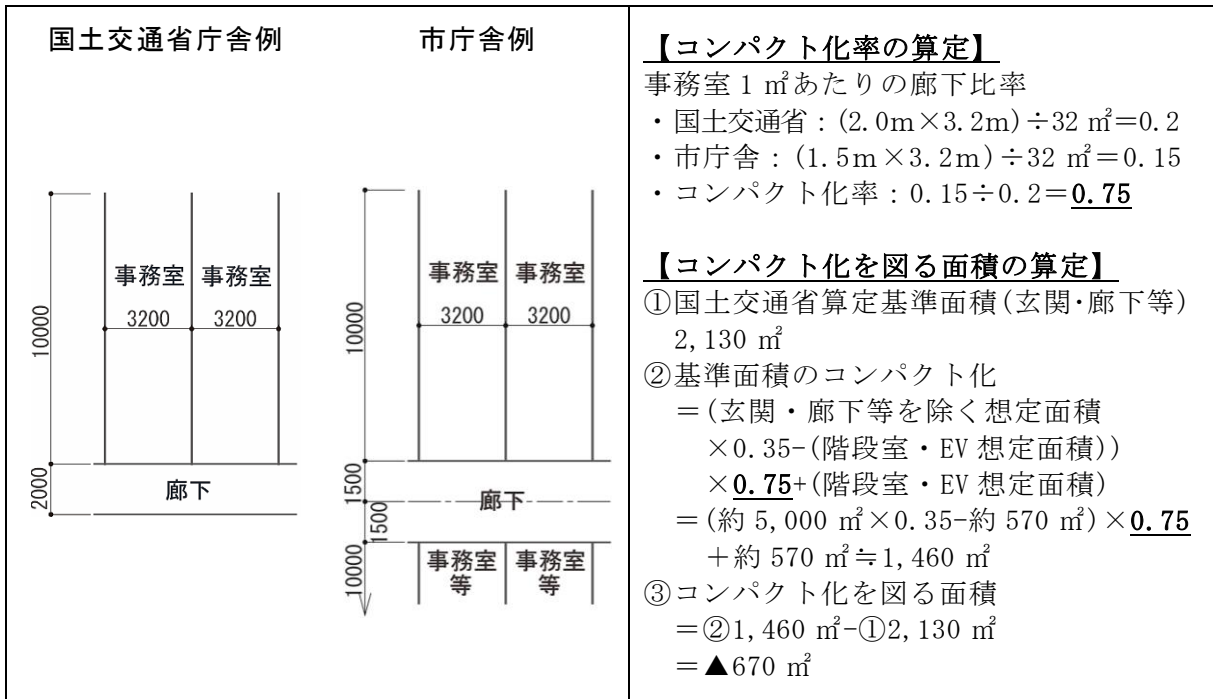 国土交通省庁舎例
事務室 事務室
3200 3200
10000
2000
廊下
市庁舎例
事務室 事務室
3200 3200
10000
1500
廊下
1500
10000
事務室等 事務室等
【コンパクト化率の算定】
事務室1㎡あたりの廊下比率
・国土交通省：(2.0m×3.2m)÷32㎡＝0.2
・市庁舎：(1.5m×3.2m)÷32㎡＝0.15
・コンパクト化率：0.15÷0.2＝0.75
【コンパクト化を図る面積の算定】
①国土交通省算定基準面積(玄関･廊下等)
2,130㎡
②基準面積のコンパクト化
＝(玄関・廊下等を除く想定面積
×0.35-(階段室・EV想定面積))
×0.75+(階段室・EV想定面積)
＝(約5,000㎡×0.35-約570㎡)×0.75
＋約570㎡≒1,460㎡
③コンパクト化を図る面積
＝②1,460㎡-①2,130㎡
＝▲670㎡